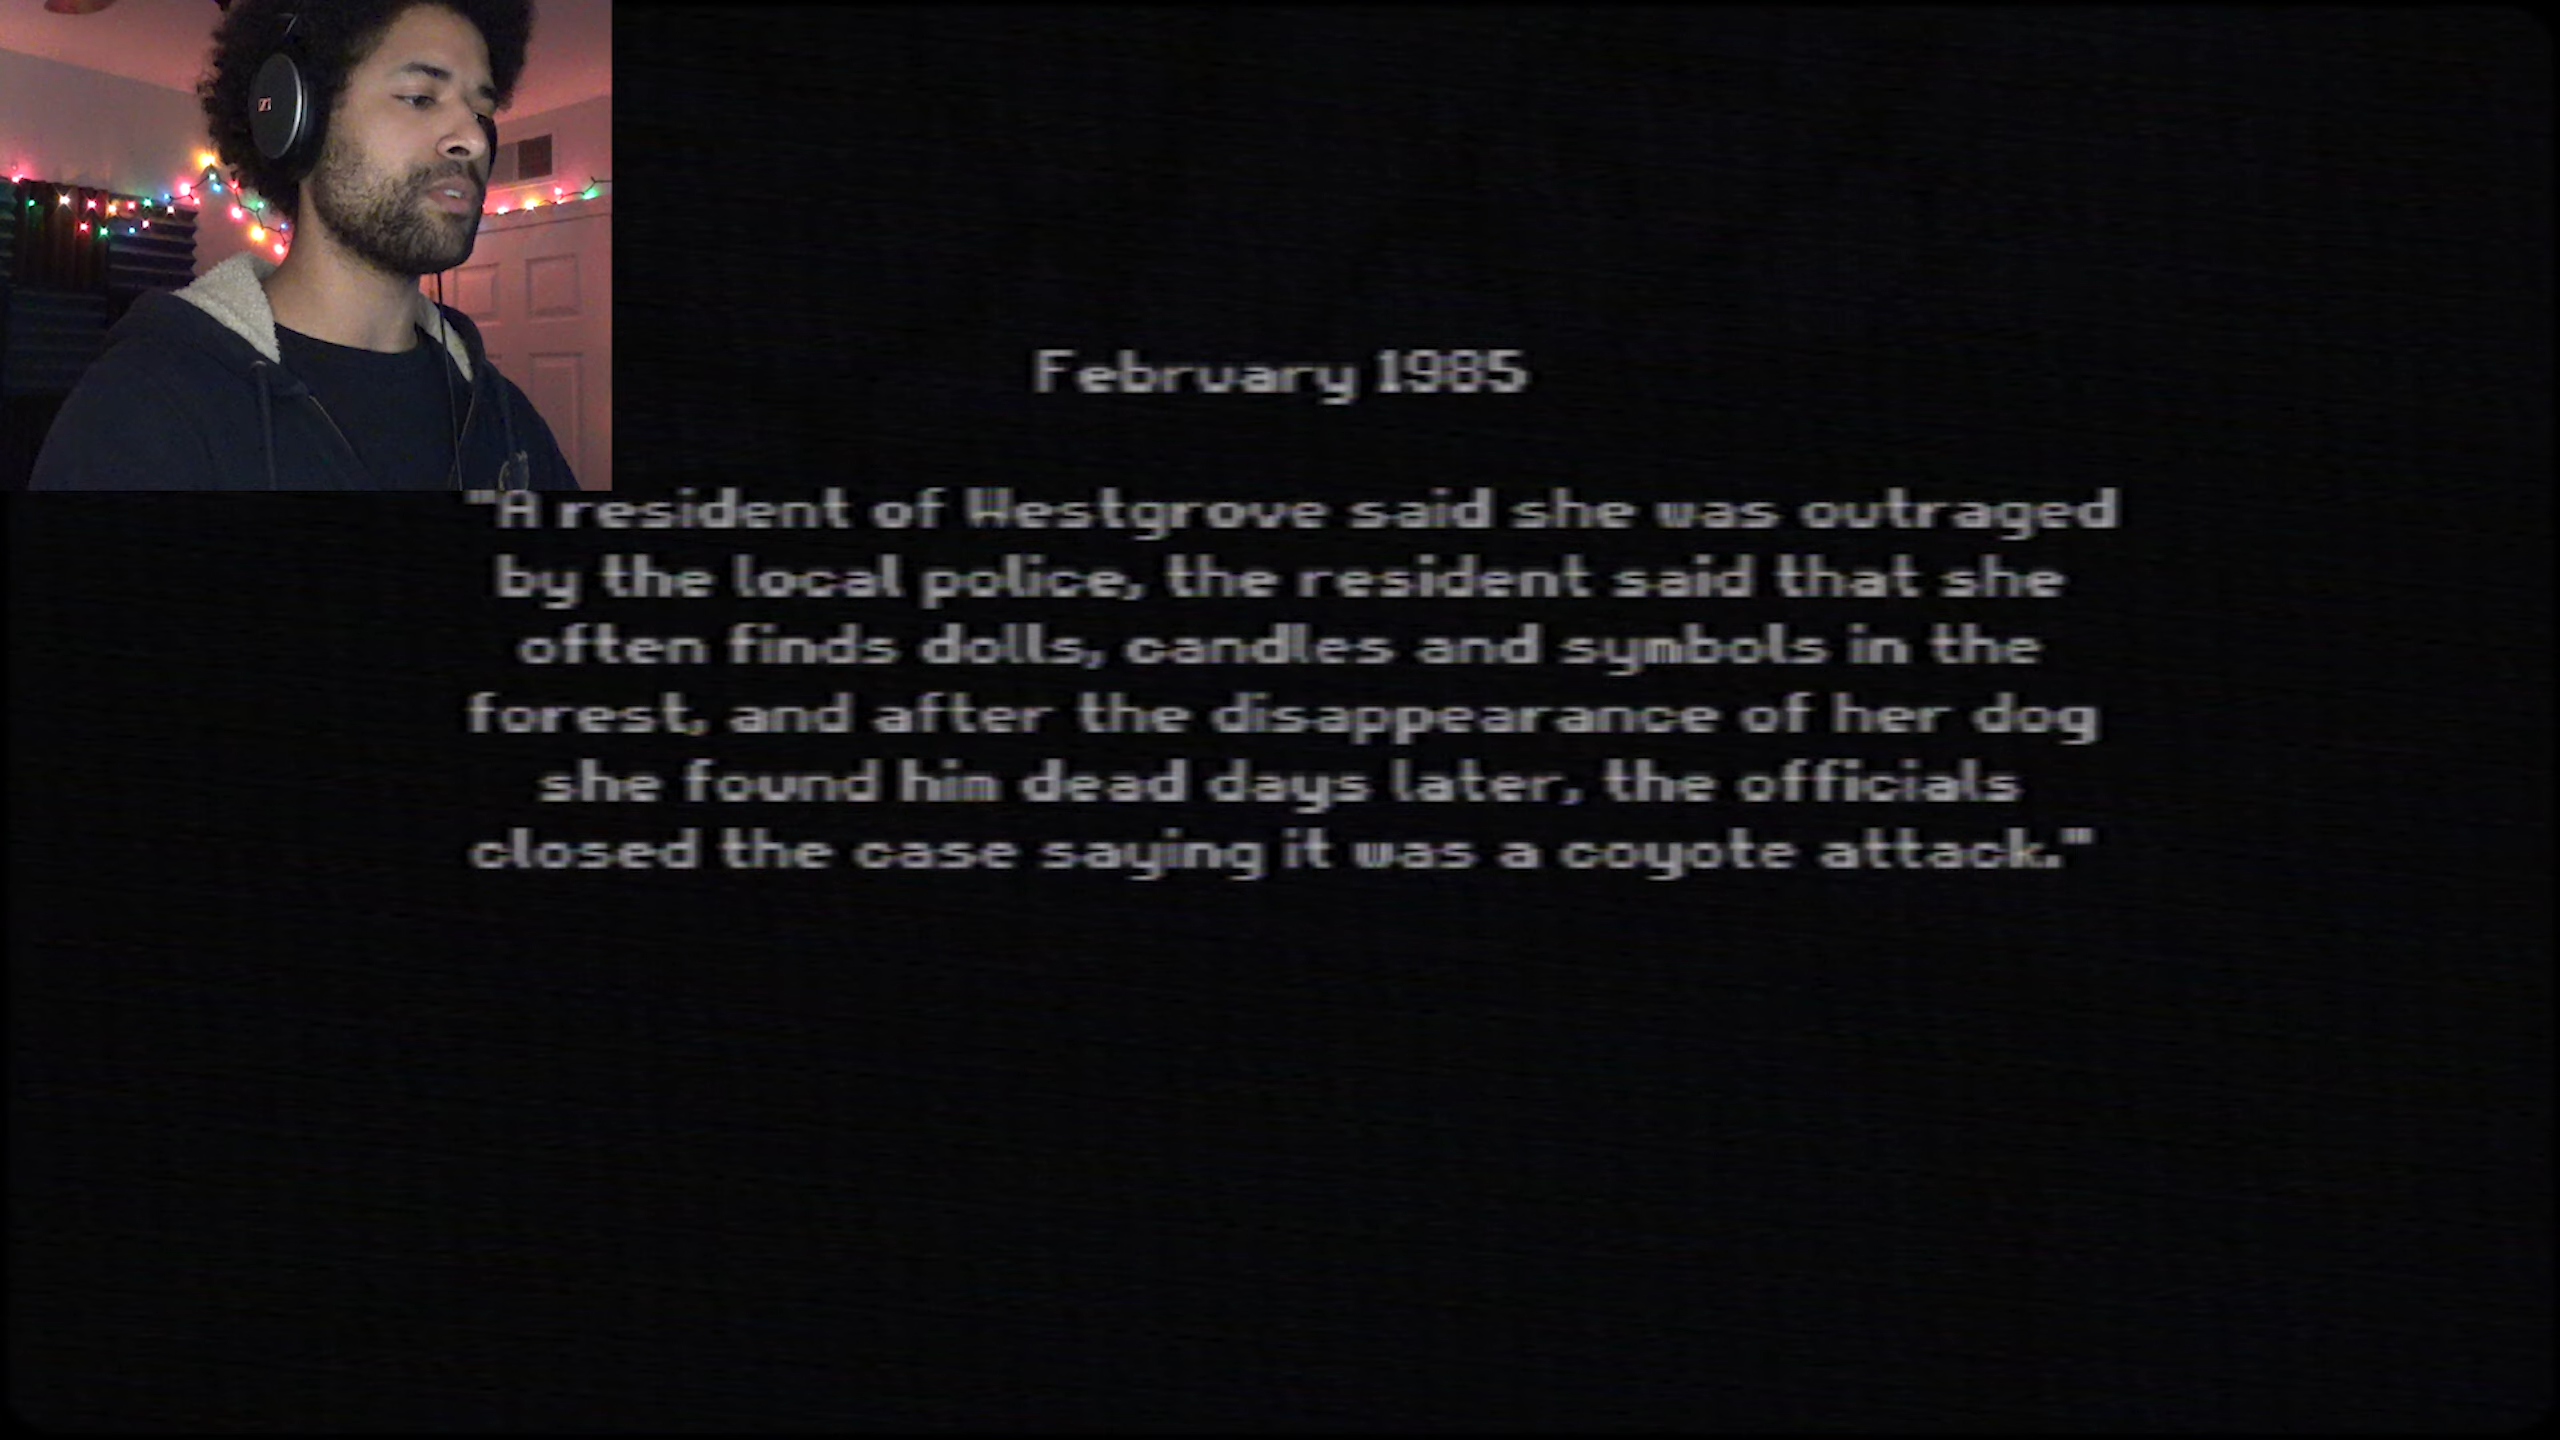 February 1985
"A resident of Westgrove said she was outraged
by the local police, the resident said that she
often finds dolls, candles and symbols in the
forest, and after the disappearance of her dog
she found him dead days later, the officials
closed the case saying it was a coyote attack."